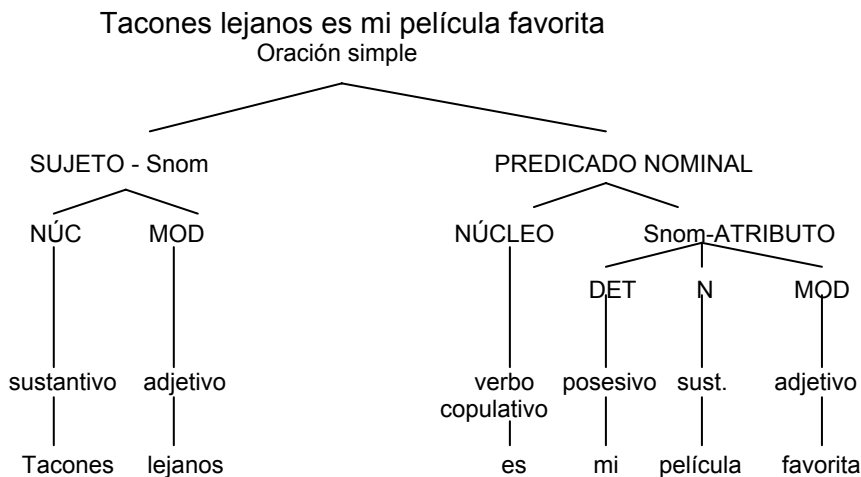 Tacones lejanos es mi película favorita
Oración simple
SUJETO - Snom PREDICADO NOMINAL
NÚC MOD NÚCLEO Snom-ATRIBUTO
DET N MOD
sustantivo adjetivo verbo posesivo sust. adjetivo
copulativo
Tacones lejanos es mi película favorita